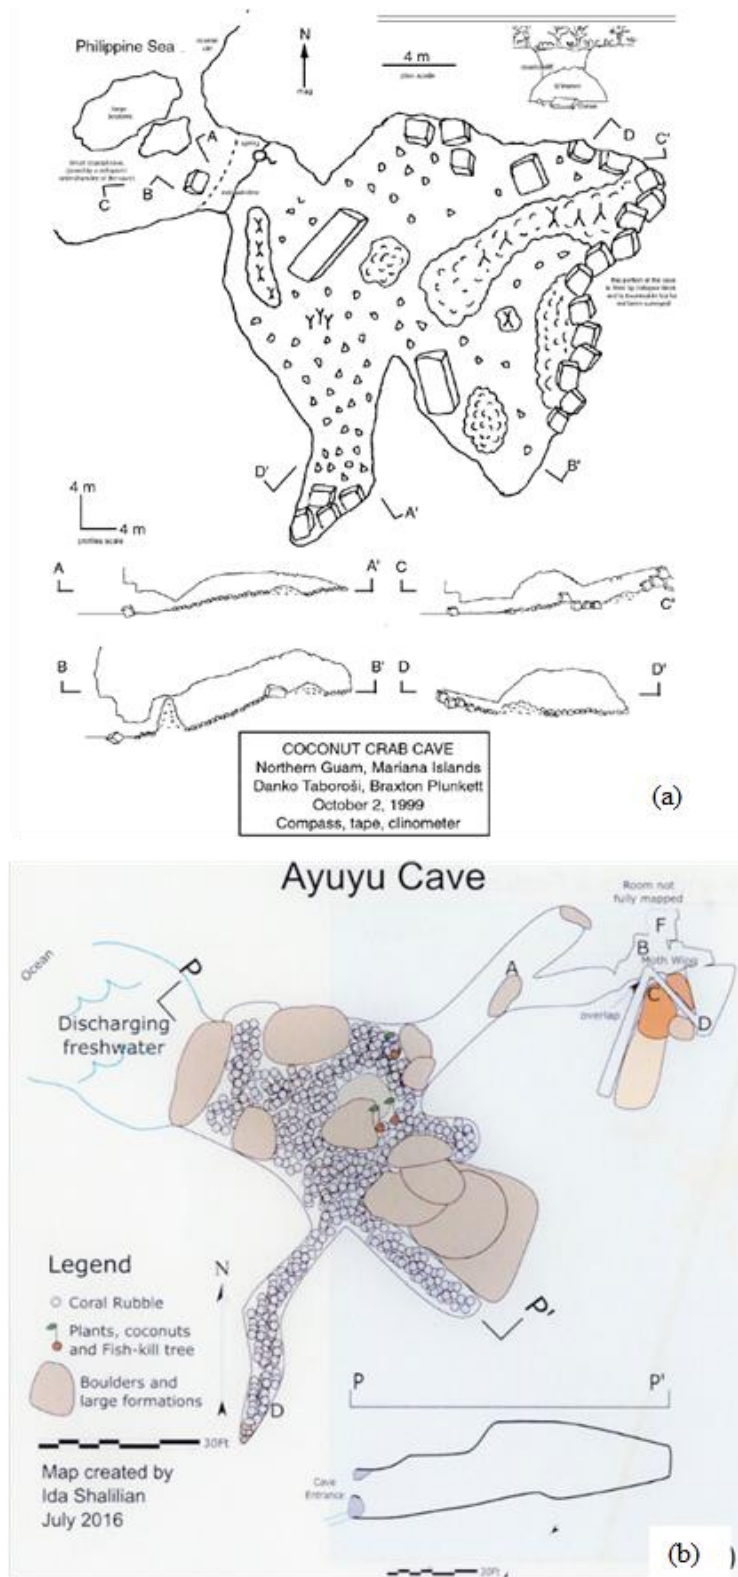 Philippine Sea
N
mag
4 m
large
boulders
A
B
C
spring
D
C'
D'
A'
B'
4 m
4 m
profiles scale
A
A'
C
C'
B
B'
D
D'
COCONUT CRAB CAVE
Northern Guam, Mariana Islands
Danko Taboroši, Braxton Plunkett
October 2, 1999
Compass, tape, clinometer
(a)
Ayuyu Cave
Room not
fully mapped
F
B
Moth Wing
A
C
overlap
D
Ocean
P
Discharging
freshwater
Legend
Coral Rubble
Plants, coconuts
and Fish-kill tree
Boulders and
large formations
N
D
30Ft
P'
P
P'
Cave
Entrance
Map created by
Ida Shalilian
July 2016
30Ft
(b)
)